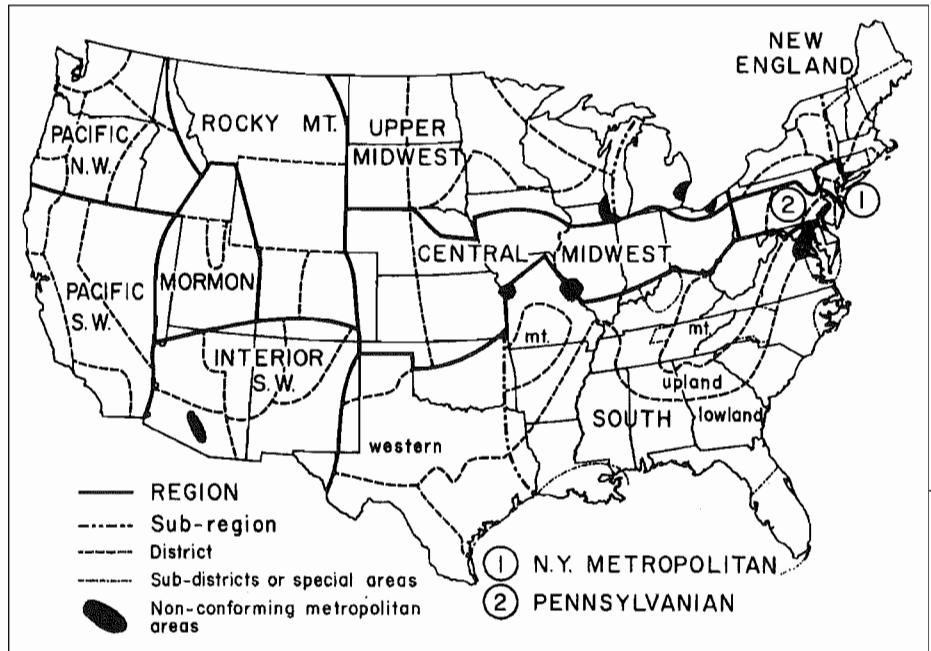 NEW
ENGLAND
PACIFIC
N.W.
ROCKY MT.
UPPER
MIDWEST
2
1
CENTRAL
MIDWEST
PACIFIC
S.W.
MORMON
INTERIOR
S.W.
mt.
mt.
upland
SOUTH
lowland
western
REGION
Sub-region
District
Sub-districts or special areas
Non-conforming metropolitan
areas
1 N.Y. METROPOLITAN
2 PENNSYLVANIAN